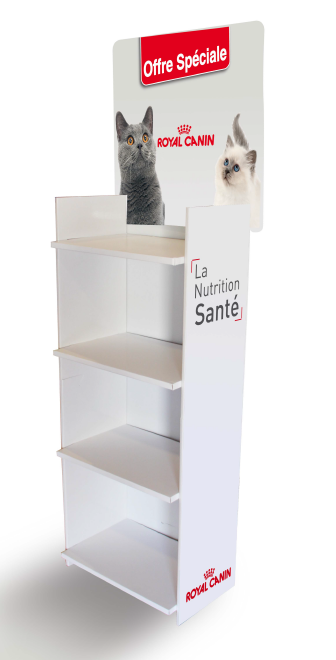 Offre Spéciale
ROYAL CANIN
La
Nutrition
Santé
ROYAL CANIN